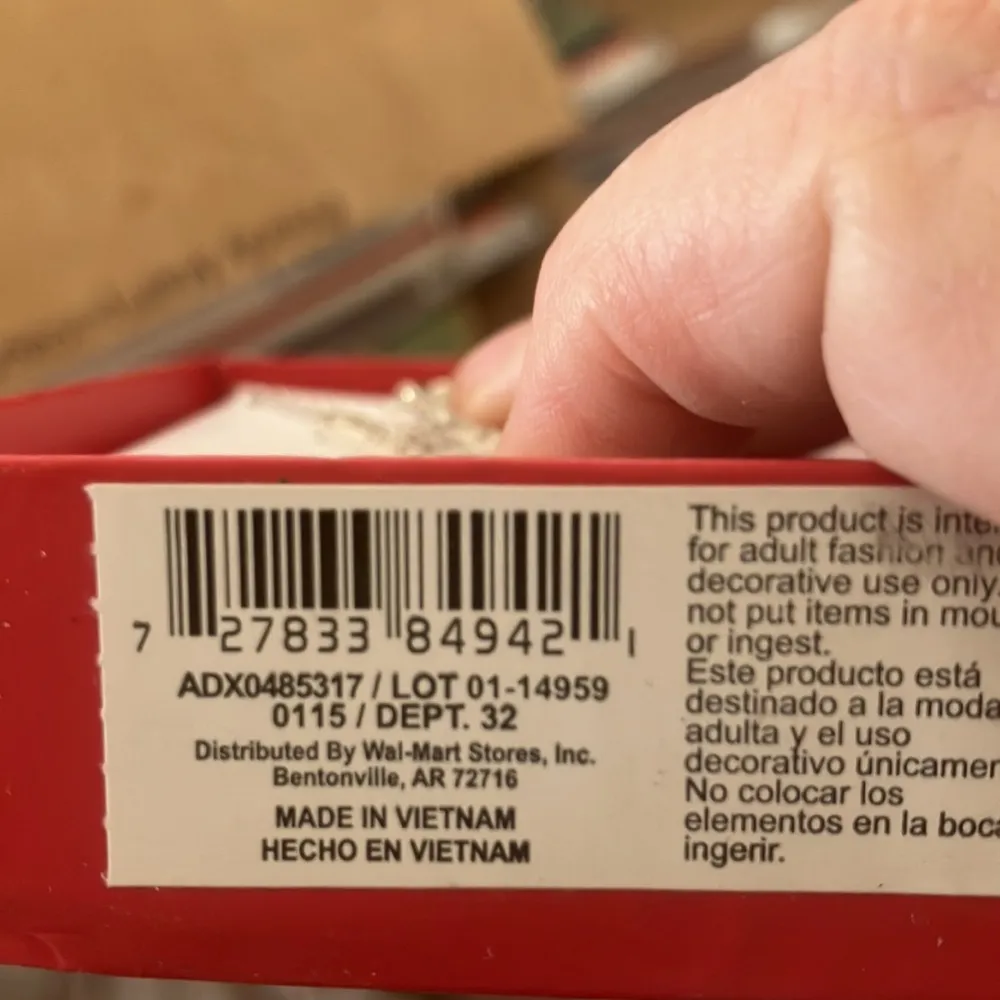 7 27833 84942 1
ADX0485317 / LOT 01-14959
0115 / DEPT. 32
Distributed By Wal-Mart Stores, Inc.
Bentonville, AR 72716
MADE IN VIETNAM
HECHO EN VIETNAM
This product is
for adult fashion
decorative use only.
not put items in
or ingest.
Este producto está
destinado a la moda
adulta y el uso
decorativo
No colocar los
elementos en la
ingerir.